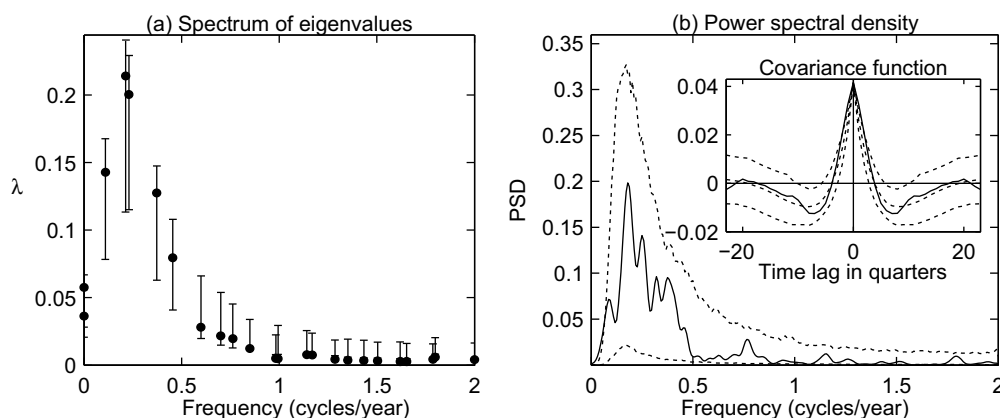 (a) Spectrum of eigenvalues
λ
0.2
0.15
0.1
0.05
0
0 0.5 1 1.5 2
Frequency (cycles/year)
(b) Power spectral density
PSD
0.35
0.3
0.25
0.2
0.15
0.1
0.05
0 0.5 1 1.5 2
Frequency (cycles/year)
Covariance function
0.04
0.02
0
−0.02
−20 0 20
Time lag in quarters